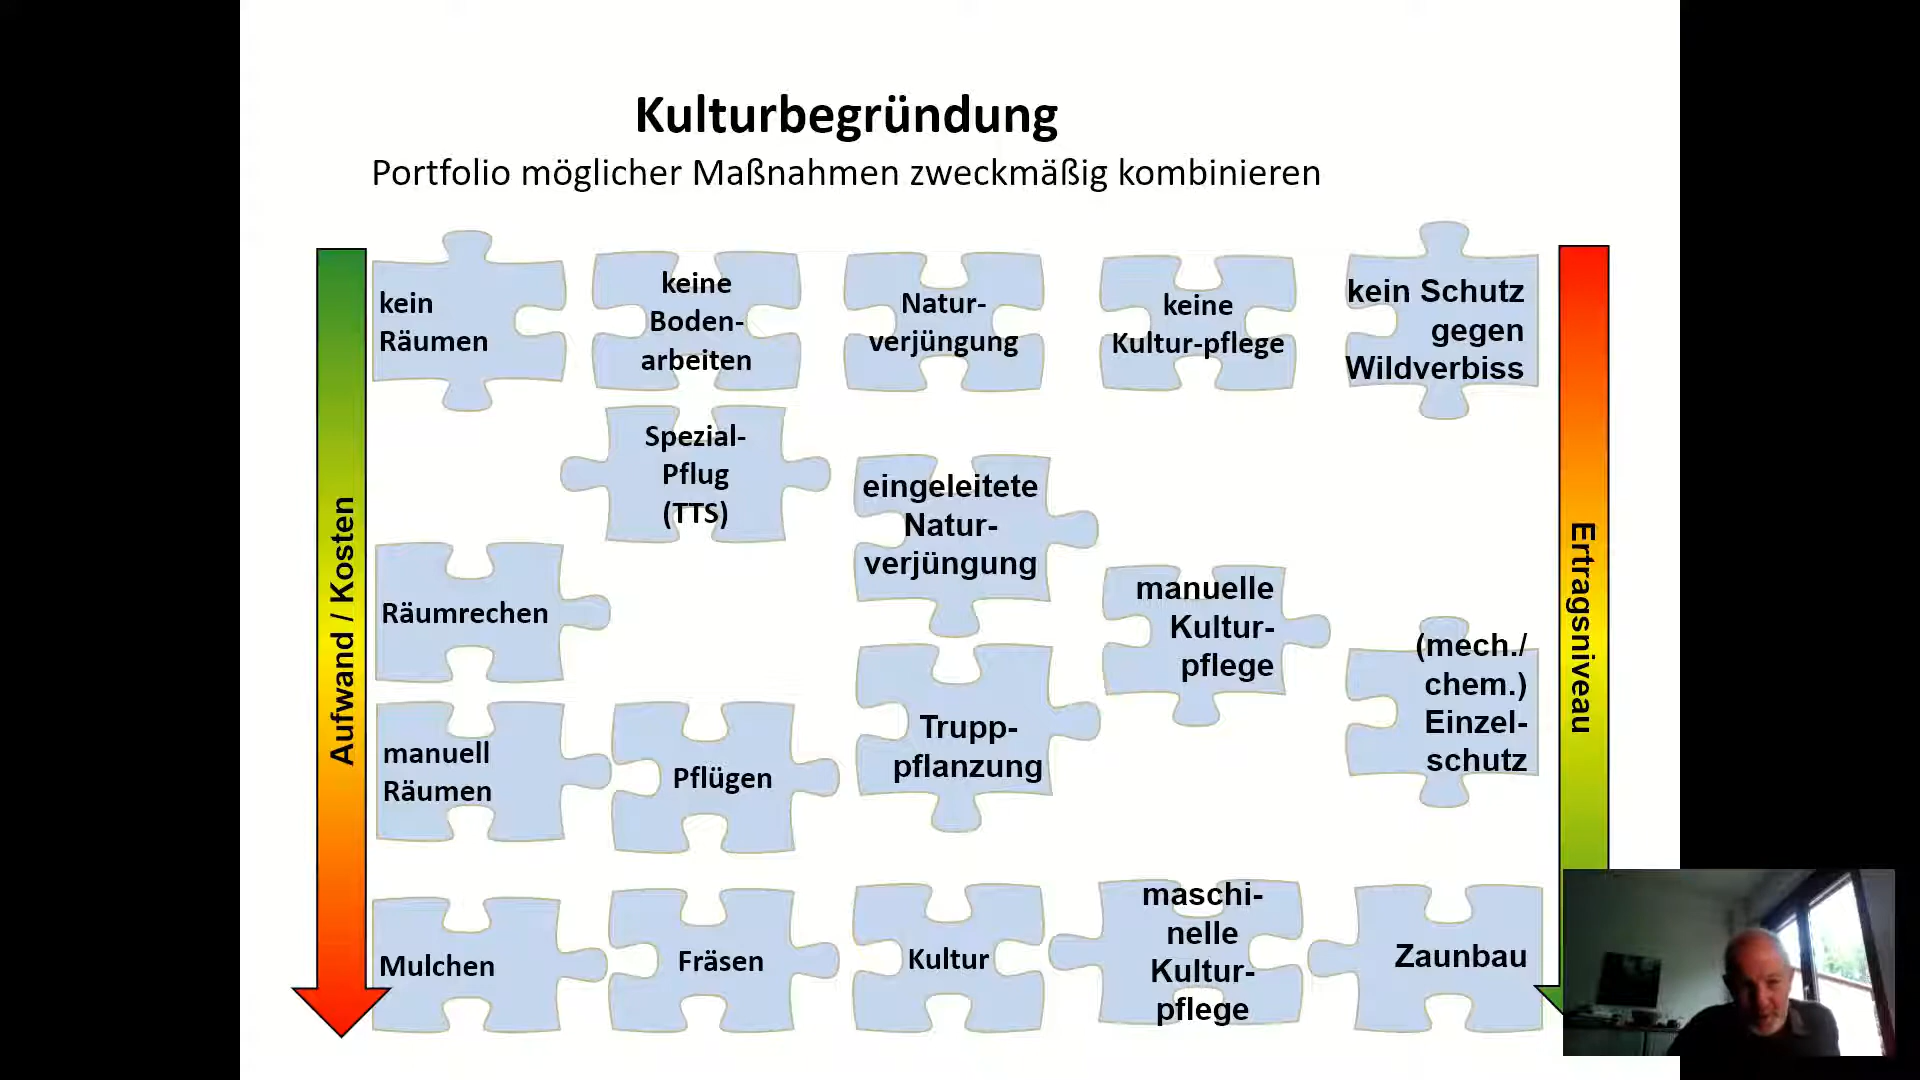 Kulturbegründung
Portfolio möglicher Maßnahmen zweckmäßig kombinieren
Aufwand / Kosten
kein
Räumen
keine
Boden-
arbeiten
Natur-
verjüngung
keine
Kultur-pflege
kein Schutz
gegen
Wildverbiss
Spezial-
Pflug
(TTS)
eingeleitete
Natur-
verjüngung
Räumrechen
manuelle
Kultur-
pflege
(mech./
chem.)
Einzel-
schutz
manuell
Räumen
Pflügen
Trupp-
pflanzung
Mulchen
Fräsen
Kultur
maschi-
nelle
Kultur-
pflege
Zaunbau
Ertragsniveau